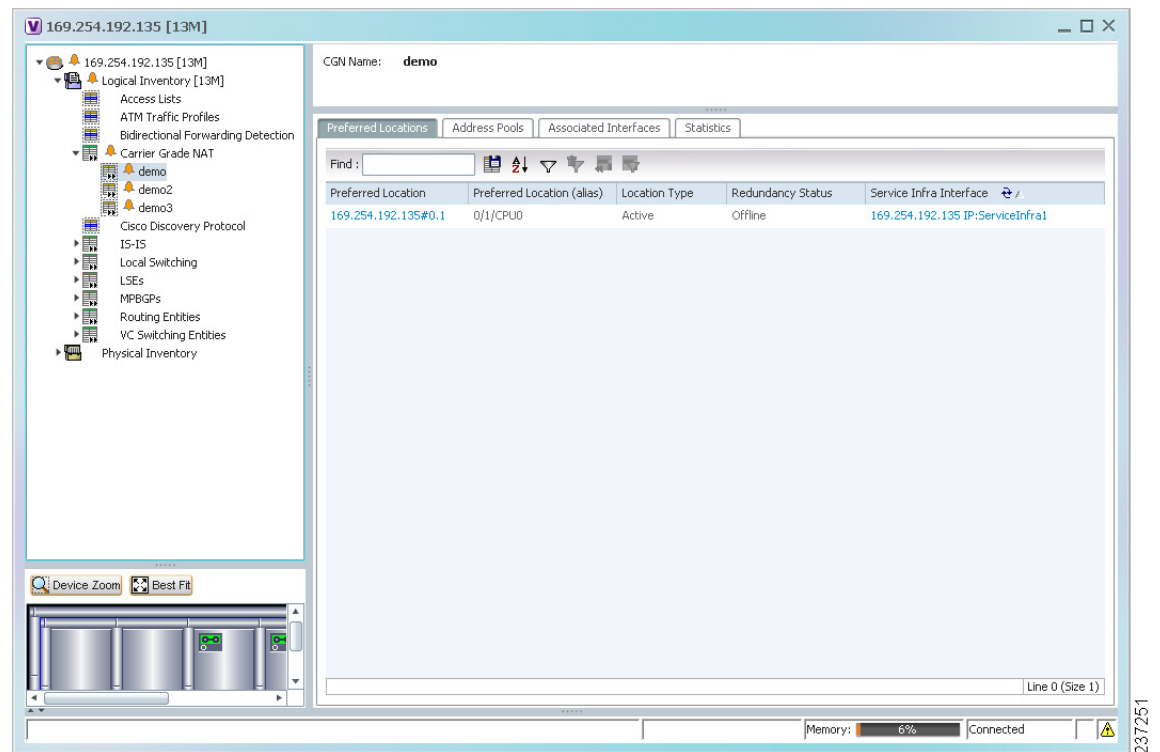 V 169.254.192.135 [13M]
169.254.192.135 [13M]
Logical Inventory [13M]
Access Lists
ATM Traffic Profiles
Bidirectional Forwarding Detection
Carrier Grade NAT
demo
demo2
demo3
Cisco Discovery Protocol
IS-IS
Local Switching
LSEs
MPBGPs
Routing Entities
VC Switching Entities
Physical Inventory
Device Zoom Best Fit
CGN Name: demo
Preferred Locations Address Pools Associated Interfaces Statistics
Find :
Preferred Location Preferred Location (alias) Location Type Redundancy Status Service Infra Interface
169.254.192.135#0.1 0/1/CPU0 Active Offline 169.254.192.135 IP:ServiceInfra1
Line 0 (Size 1)
Memory: 6% Connected
237251